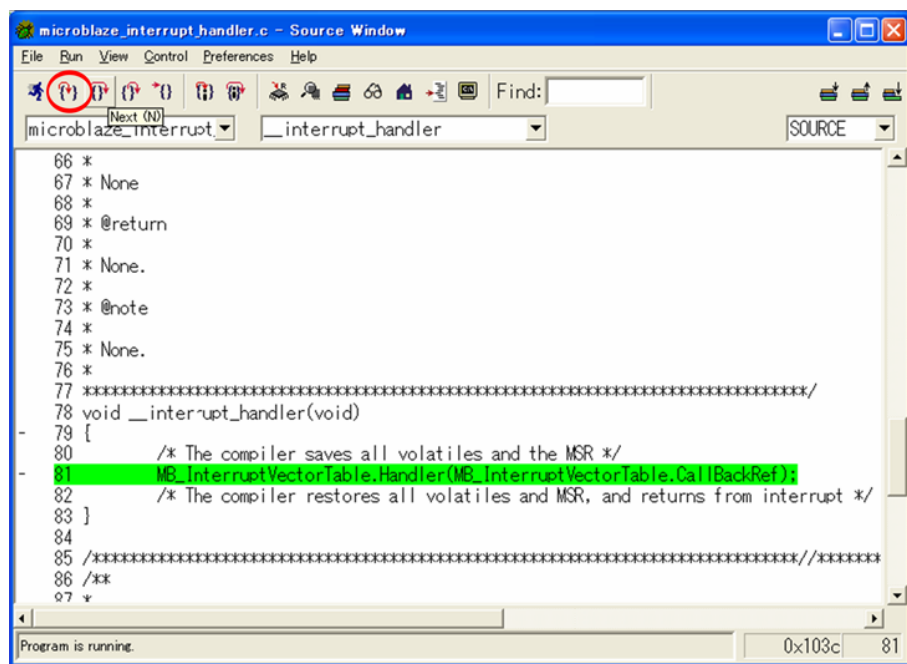 microblaze_interrupt_handler.c - Source Window
File Run View Control Preferences Help
Find:
Next (N)
microblaze_interrupt_ __interrupt_handler SOURCE
66 *
67 * None
68 *
69 * @return
70 *
71 * None.
72 *
73 * @note
74 *
75 * None.
76 *
77 ******************************************************************************/
78 void __interrupt_handler(void)
- 79 {
80 /* The compiler saves all volatiles and the MSR */
- 81 MB_InterruptVectorTable.Handler(MB_InterruptVectorTable.CallBackRef);
82 /* The compiler restores all volatiles and MSR, and returns from interrupt */
83 }
84
85 /*****************************************************************************//*******
86 /**
87 *
Program is running. 0x103c 81